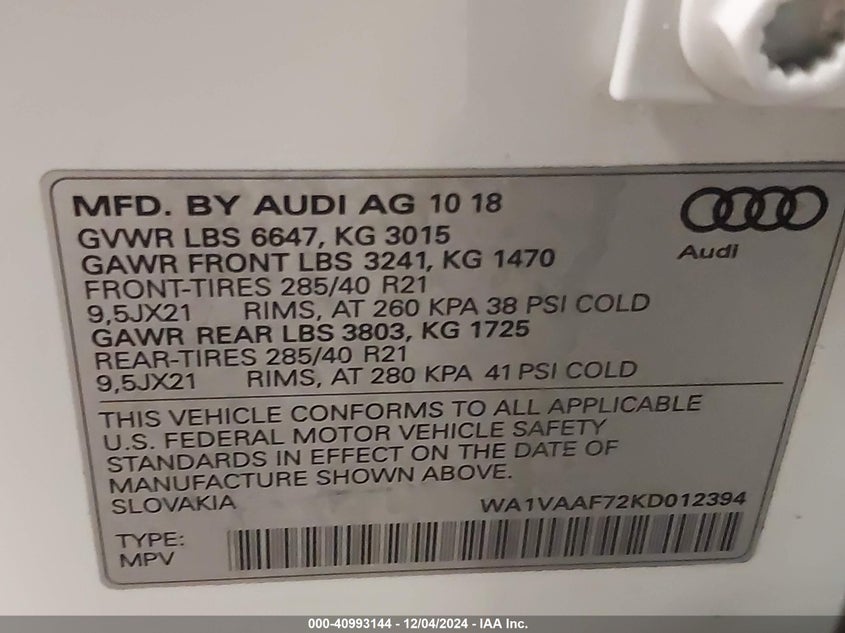 MFD. BY AUDI AG 10 18
GVWR LBS 6647, KG 3015
GAWR FRONT LBS 3241, KG 1470
FRONT-TIRES 285/40 R21
9,5JX21 RIMS, AT 260 KPA 38 PSI COLD
GAWR REAR LBS 3803, KG 1725
REAR-TIRES 285/40 R21
9,5JX21 RIMS, AT 280 KPA 41 PSI COLD
Audi
THIS VEHICLE CONFORMS TO ALL APPLICABLE
U.S. FEDERAL MOTOR VEHICLE SAFETY
STANDARDS IN EFFECT ON THE DATE OF
MANUFACTURE SHOWN ABOVE.
SLOVAKIA WA1VAAF72KD012394
TYPE:
MPV
000-40993144 - 12/04/2024 - IAA Inc.